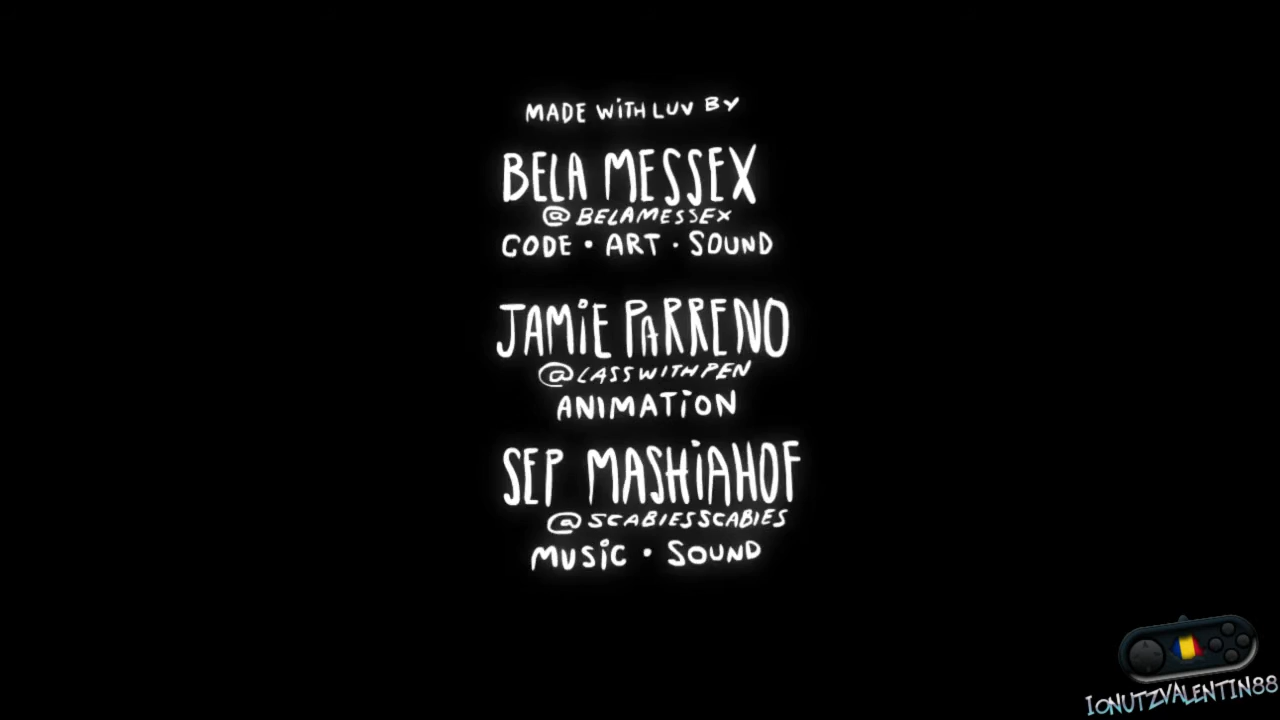 MADE WiTH LUV BY
BELA MESSEX
@BELAMESSEX
CODE • ART • SOUND
JAMiE PARRENO
@LASSWITHPEN
ANIMATiON
SEP MASHiAHOF
@SCABIESSCABIES
MUSiC • SOUND
IONUTZVALENTIN88